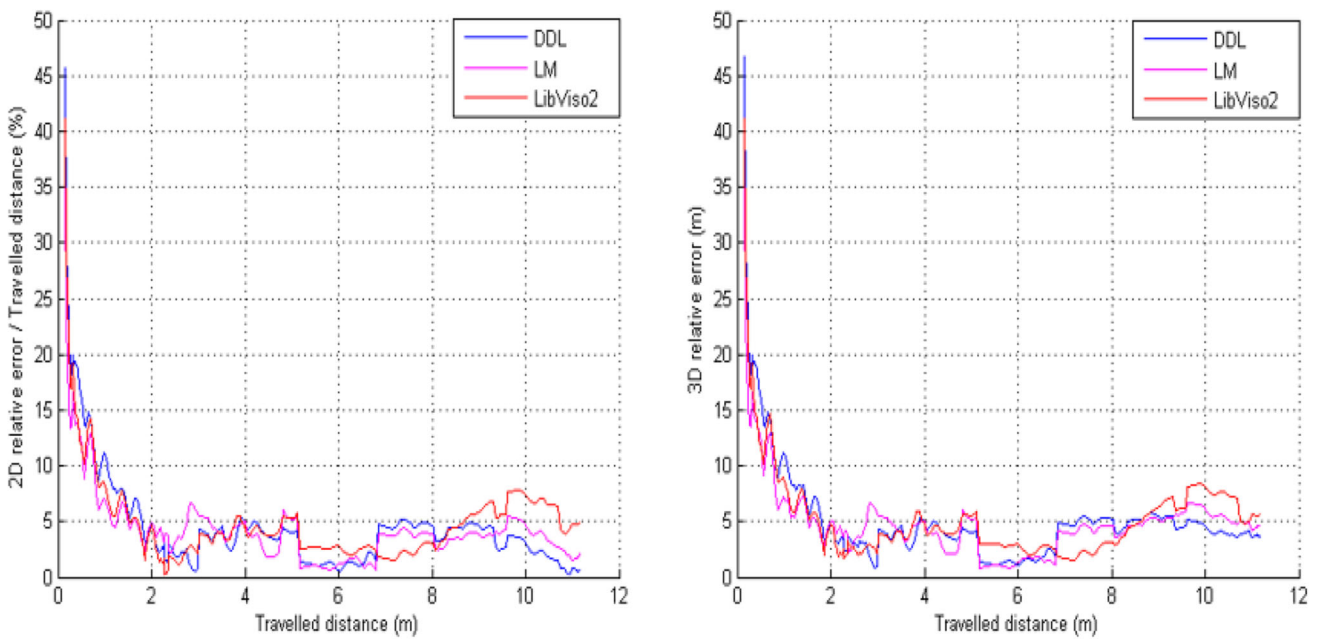 50
45
40
35
30
25
20
15
10
5
0
2D relative error / Travelled distance (%)
DDL
LM
LibViso2
0 2 4 6 8 10 12
Travelled distance (m)
50
45
40
35
30
25
20
15
10
5
0
3D relative error (m)
DDL
LM
LibViso2
0 2 4 6 8 10 12
Travelled distance (m)